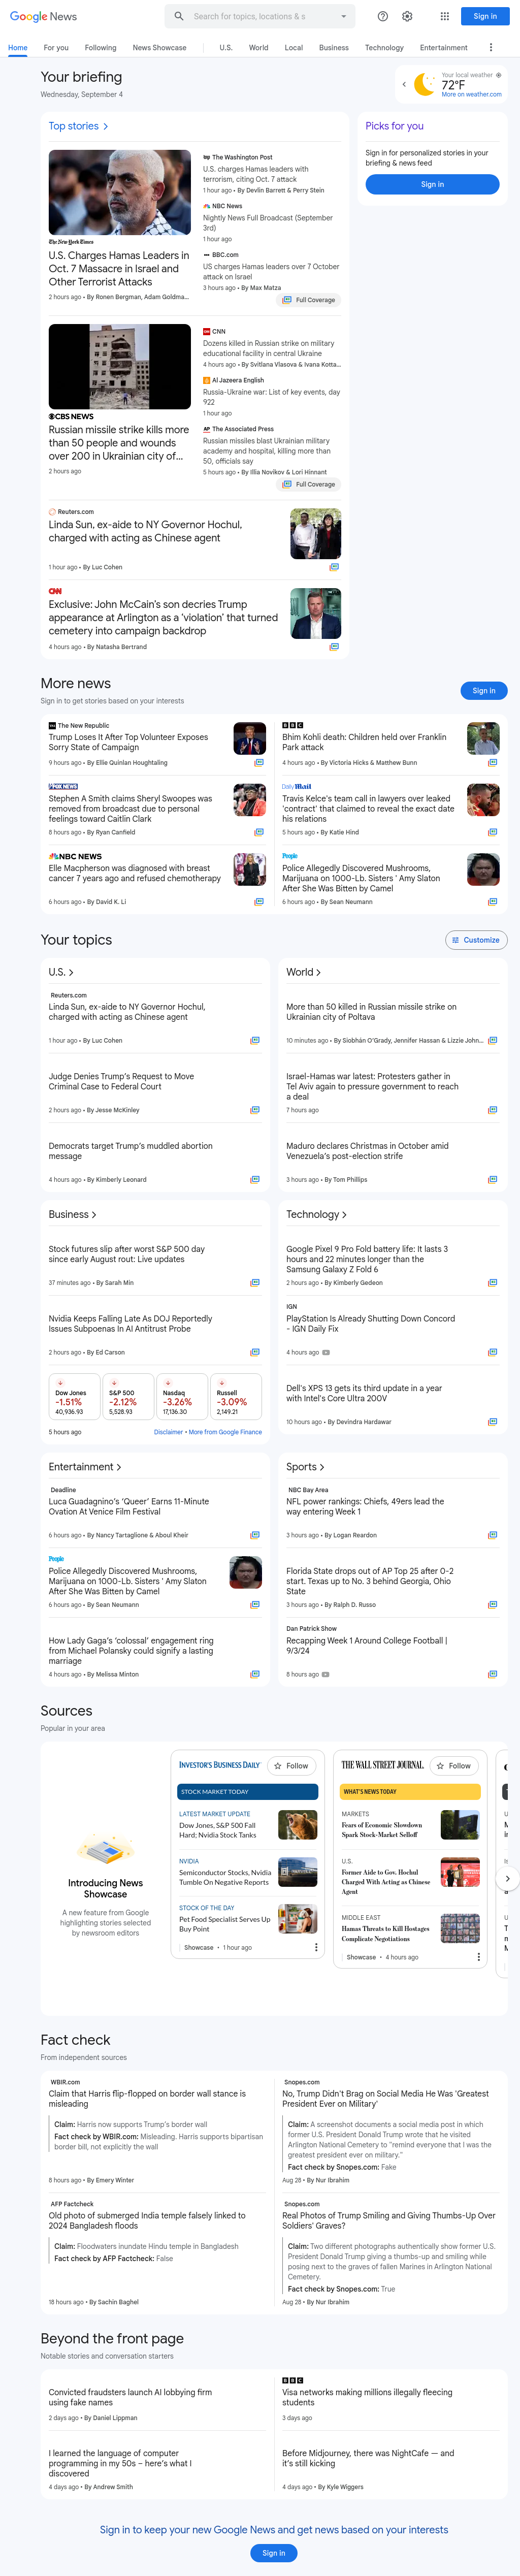 Google News
Search for topics, locations & s
Sign in
Home
For you
Following
News Showcase
U.S.
World
Local
Business
Technology
Entertainment
Your briefing
Wednesday, September 4
Your local weather
72°F
More on weather.com
Top stories
The New York Times
U.S. Charges Hamas Leaders in
Oct. 7 Massacre in Israel and
Other Terrorist Attacks
2 hours ago • By Ronen Bergman, Adam Goldma...
The Washington Post
U.S. charges Hamas leaders with
terrorism, citing Oct. 7 attack
1 hour ago • By Devlin Barrett & Perry Stein
NBC News
Nightly News Full Broadcast (September
3rd)
1 hour ago
BBC.com
US charges Hamas leaders over 7 October
attack on Israel
3 hours ago • By Max Matza
Full Coverage
CBS NEWS
Russian missile strike kills more
than 50 people and wounds
over 200 in Ukrainian city of...
2 hours ago
CNN
Dozens killed in Russian strike on military
educational facility in central Ukraine
4 hours ago • By Svitlana Vlasova & Ivana Kotta...
Al Jazeera English
Russia-Ukraine war: List of key events, day
922
1 hour ago
AP The Associated Press
Russian missiles blast Ukrainian military
academy and hospital, killing more than
50, officials say
5 hours ago • By Illia Novikov & Lori Hinnant
Full Coverage
Reuters.com
Linda Sun, ex-aide to NY Governor Hochul,
charged with acting as Chinese agent
1 hour ago • By Luc Cohen
CNN
Exclusive: John McCain's son decries Trump
appearance at Arlington as a 'violation' that turned
cemetery into campaign backdrop
4 hours ago • By Natasha Bertrand
Picks for you
Sign in for personalized stories in your
briefing & news feed
Sign in
More news
Sign in to get stories based on your interests
Sign in
The New Republic
Trump Loses It After Top Volunteer Exposes
Sorry State of Campaign
9 hours ago • By Ellie Quinlan Houghtaling
FOX NEWS
Stephen A Smith claims Sheryl Swoopes was
removed from broadcast due to personal
feelings toward Caitlin Clark
8 hours ago • By Ryan Canfield
NBC NEWS
Elle Macpherson was diagnosed with breast
cancer 7 years ago and refused chemotherapy
6 hours ago • By David K. Li
BBC
Bhim Kohli death: Children held over Franklin
Park attack
4 hours ago • By Victoria Hicks & Matthew Bunn
Daily Mail
Travis Kelce's team call in lawyers over leaked
'contract' that claimed to reveal the exact date
his relations
5 hours ago • By Katie Hind
People
Police Allegedly Discovered Mushrooms,
Marijuana on 1000-Lb. Sisters ' Amy Slaton
After She Was Bitten by Camel
6 hours ago • By Sean Neumann
Your topics
Customize
U.S.
Reuters.com
Linda Sun, ex-aide to NY Governor Hochul,
charged with acting as Chinese agent
1 hour ago • By Luc Cohen
Judge Denies Trump's Request to Move
Criminal Case to Federal Court
2 hours ago • By Jesse McKinley
Democrats target Trump's muddled abortion
message
4 hours ago • By Kimberly Leonard
World
More than 50 killed in Russian missile strike on
Ukrainian city of Poltava
10 minutes ago • By Siobhán O'Grady, Jennifer Hassan & Lizzie John...
Israel-Hamas war latest: Protesters gather in
Tel Aviv again to pressure government to reach
a deal
7 hours ago
Maduro declares Christmas in October amid
Venezuela's post-election strife
3 hours ago • By Tom Phillips
Business
Stock futures slip after worst S&P 500 day
since early August rout: Live updates
37 minutes ago • By Sarah Min
Nvidia Keeps Falling Late As DOJ Reportedly
Issues Subpoenas In AI Antitrust Probe
2 hours ago • By Ed Carson
Dow Jones
-1.51%
40,936.93
S&P 500
-2.12%
5,528.93
Nasdaq
-3.26%
17,136.30
Russell
-3.09%
2,149.21
5 hours ago
Disclaimer • More from Google Finance
Technology
Google Pixel 9 Pro Fold battery life: It lasts 3
hours and 22 minutes longer than the
Samsung Galaxy Z Fold 6
2 hours ago • By Kimberly Gedeon
IGN
PlayStation Is Already Shutting Down Concord
- IGN Daily Fix
4 hours ago
Dell's XPS 13 gets its third update in a year
with Intel's Core Ultra 200V
10 hours ago • By Devindra Hardawar
Entertainment
Deadline
Luca Guadagnino's 'Queer' Earns 11-Minute
Ovation At Venice Film Festival
6 hours ago • By Nancy Tartaglione & Aboul Kheir
People
Police Allegedly Discovered Mushrooms,
Marijuana on 1000-Lb. Sisters ' Amy Slaton
After She Was Bitten by Camel
6 hours ago • By Sean Neumann
How Lady Gaga's 'colossal' engagement ring
from Michael Polansky could signify a lasting
marriage
4 hours ago • By Melissa Minton
Sports
NBC Bay Area
NFL power rankings: Chiefs, 49ers lead the
way entering Week 1
3 hours ago • By Logan Reardon
Florida State drops out of AP Top 25 after 0-2
start. Texas up to No. 3 behind Georgia, Ohio
State
3 hours ago • By Ralph D. Russo
Dan Patrick Show
Recapping Week 1 Around College Football |
9/3/24
8 hours ago
Sources
Popular in your area
Introducing News
Showcase
A new feature from Google
highlighting stories selected
by newsroom editors
INVESTOR'S BUSINESS DAILY
Follow
STOCK MARKET TODAY
LATEST MARKET UPDATE
Dow Jones, S&P 500 Fall
Hard; Nvidia Stock Tanks
NVIDIA
Semiconductor Stocks, Nvidia
Tumble On Negative Reports
STOCK OF THE DAY
Pet Food Specialist Serves Up
Buy Point
Showcase • 1 hour ago
THE WALL STREET JOURNAL.
Follow
WHAT'S NEWS TODAY
MARKETS
Fears of Economic Slowdown
Spark Stock-Market Selloff
U.S.
Former Aide to Gov. Hochul
Charged With Acting as Chinese
Agent
MIDDLE EAST
Hamas Threats to Kill Hostages
Complicate Negotiations
Showcase • 4 hours ago
Fact check
From independent sources
WBIR.com
Claim that Harris flip-flopped on border wall stance is
misleading
Claim: Harris now supports Trump's border wall
Fact check by WBIR.com: Misleading. Harris supports bipartisan
border bill, not explicitly the wall
8 hours ago • By Emery Winter
AFP Factcheck
Old photo of submerged India temple falsely linked to
2024 Bangladesh floods
Claim: Floodwaters inundate Hindu temple in Bangladesh
Fact check by AFP Factcheck: False
18 hours ago • By Sachin Baghel
Snopes.com
No, Trump Didn't Brag on Social Media He Was 'Greatest
President Ever on Military'
Claim: A screenshot documents a social media post in which
former U.S. President Donald Trump wrote that he visited
Arlington National Cemetery to "remind everyone that I was the
greatest president ever on military."
Fact check by Snopes.com: Fake
Aug 28 • By Nur Ibrahim
Snopes.com
Real Photos of Trump Smiling and Giving Thumbs-Up Over
Soldiers' Graves?
Claim: Two different photographs authentically show former U.S.
President Donald Trump giving a thumbs-up and smiling while
posing next to the graves of fallen Marines in Arlington National
Cemetery.
Fact check by Snopes.com: True
Aug 28 • By Nur Ibrahim
Beyond the front page
Notable stories and conversation starters
Convicted fraudsters launch AI lobbying firm
using fake names
2 days ago • By Daniel Lippman
I learned the language of computer
programming in my 50s – here's what I
discovered
4 days ago • By Andrew Smith
BBC
Visa networks making millions illegally fleecing
students
3 days ago
Before Midjourney, there was NightCafe — and
it's still kicking
4 days ago • By Kyle Wiggers
Sign in to keep your new Google News and get news based on your interests
Sign in